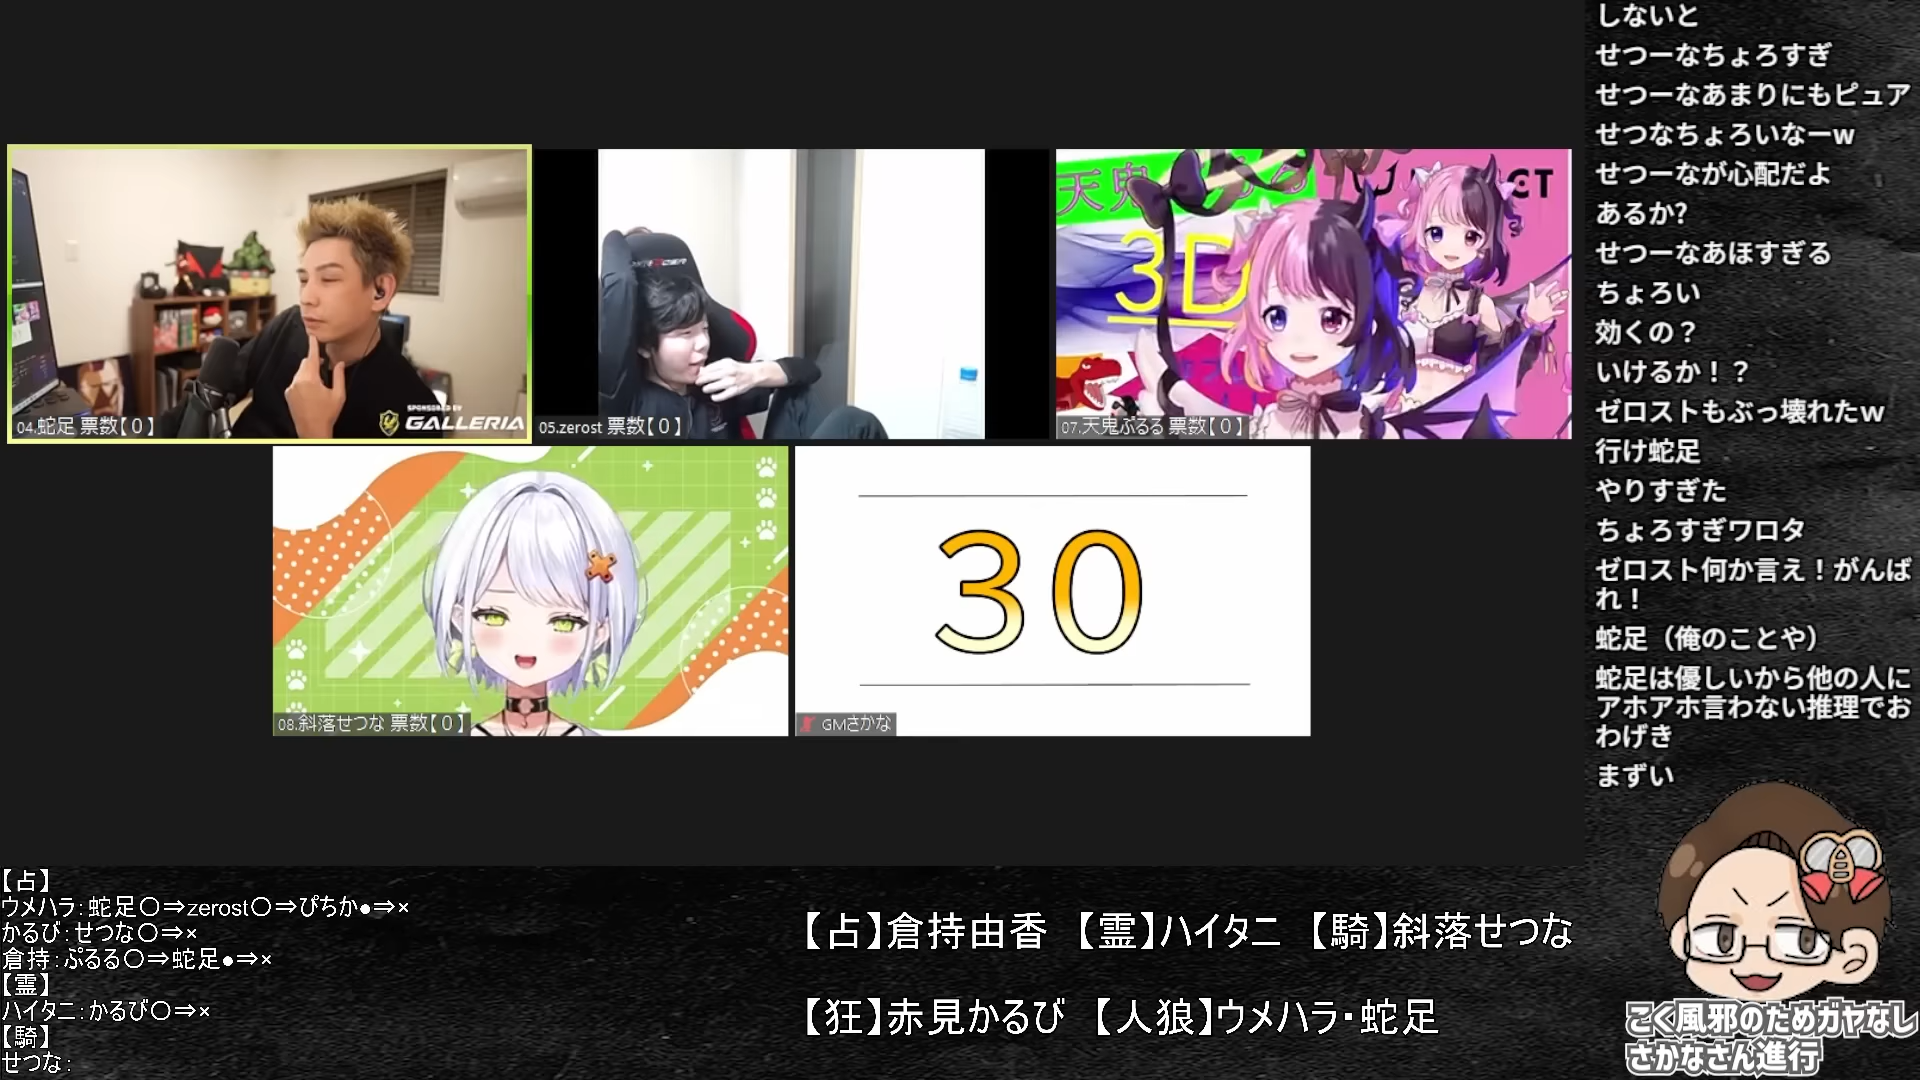 しないと
せつーなちょろすぎ
せつーなあまりにもピュア
せつなちょろいなーw
せつーなが心配だよ
あるか?
せつーなあほすぎる
ちょろい
効くの？
いけるか！？
ゼロストもぶっ壊れたw
行け蛇足
やりすぎた
ちょろすぎワロタ
ゼロスト何か言え！がんば
れ！
蛇足（俺のことや）
蛇足は優しいから他の人に
アホアホ言わない推理でお
わげき
まずい
SPONSORED BY
GALLERIA
04.蛇足 票数【0】
05.zerost 票数【0】
3D
07.天鬼ぷるる 票数【0】
08.斜落せつな 票数【0】
30
GMさかな
【占】
ウメハラ：蛇足〇⇒zerost〇⇒ぴちか●⇒×
かるび：せつな〇⇒×
倉持：ぷるる〇⇒蛇足●⇒×
【霊】
ハイタニ：かるび〇⇒×
【騎】
せつな：
【占】倉持由香 【霊】ハイタニ 【騎】斜落せつな
【狂】赤見かるび 【人狼】ウメハラ・蛇足
こく風邪のためガヤなし
さかなさん進行